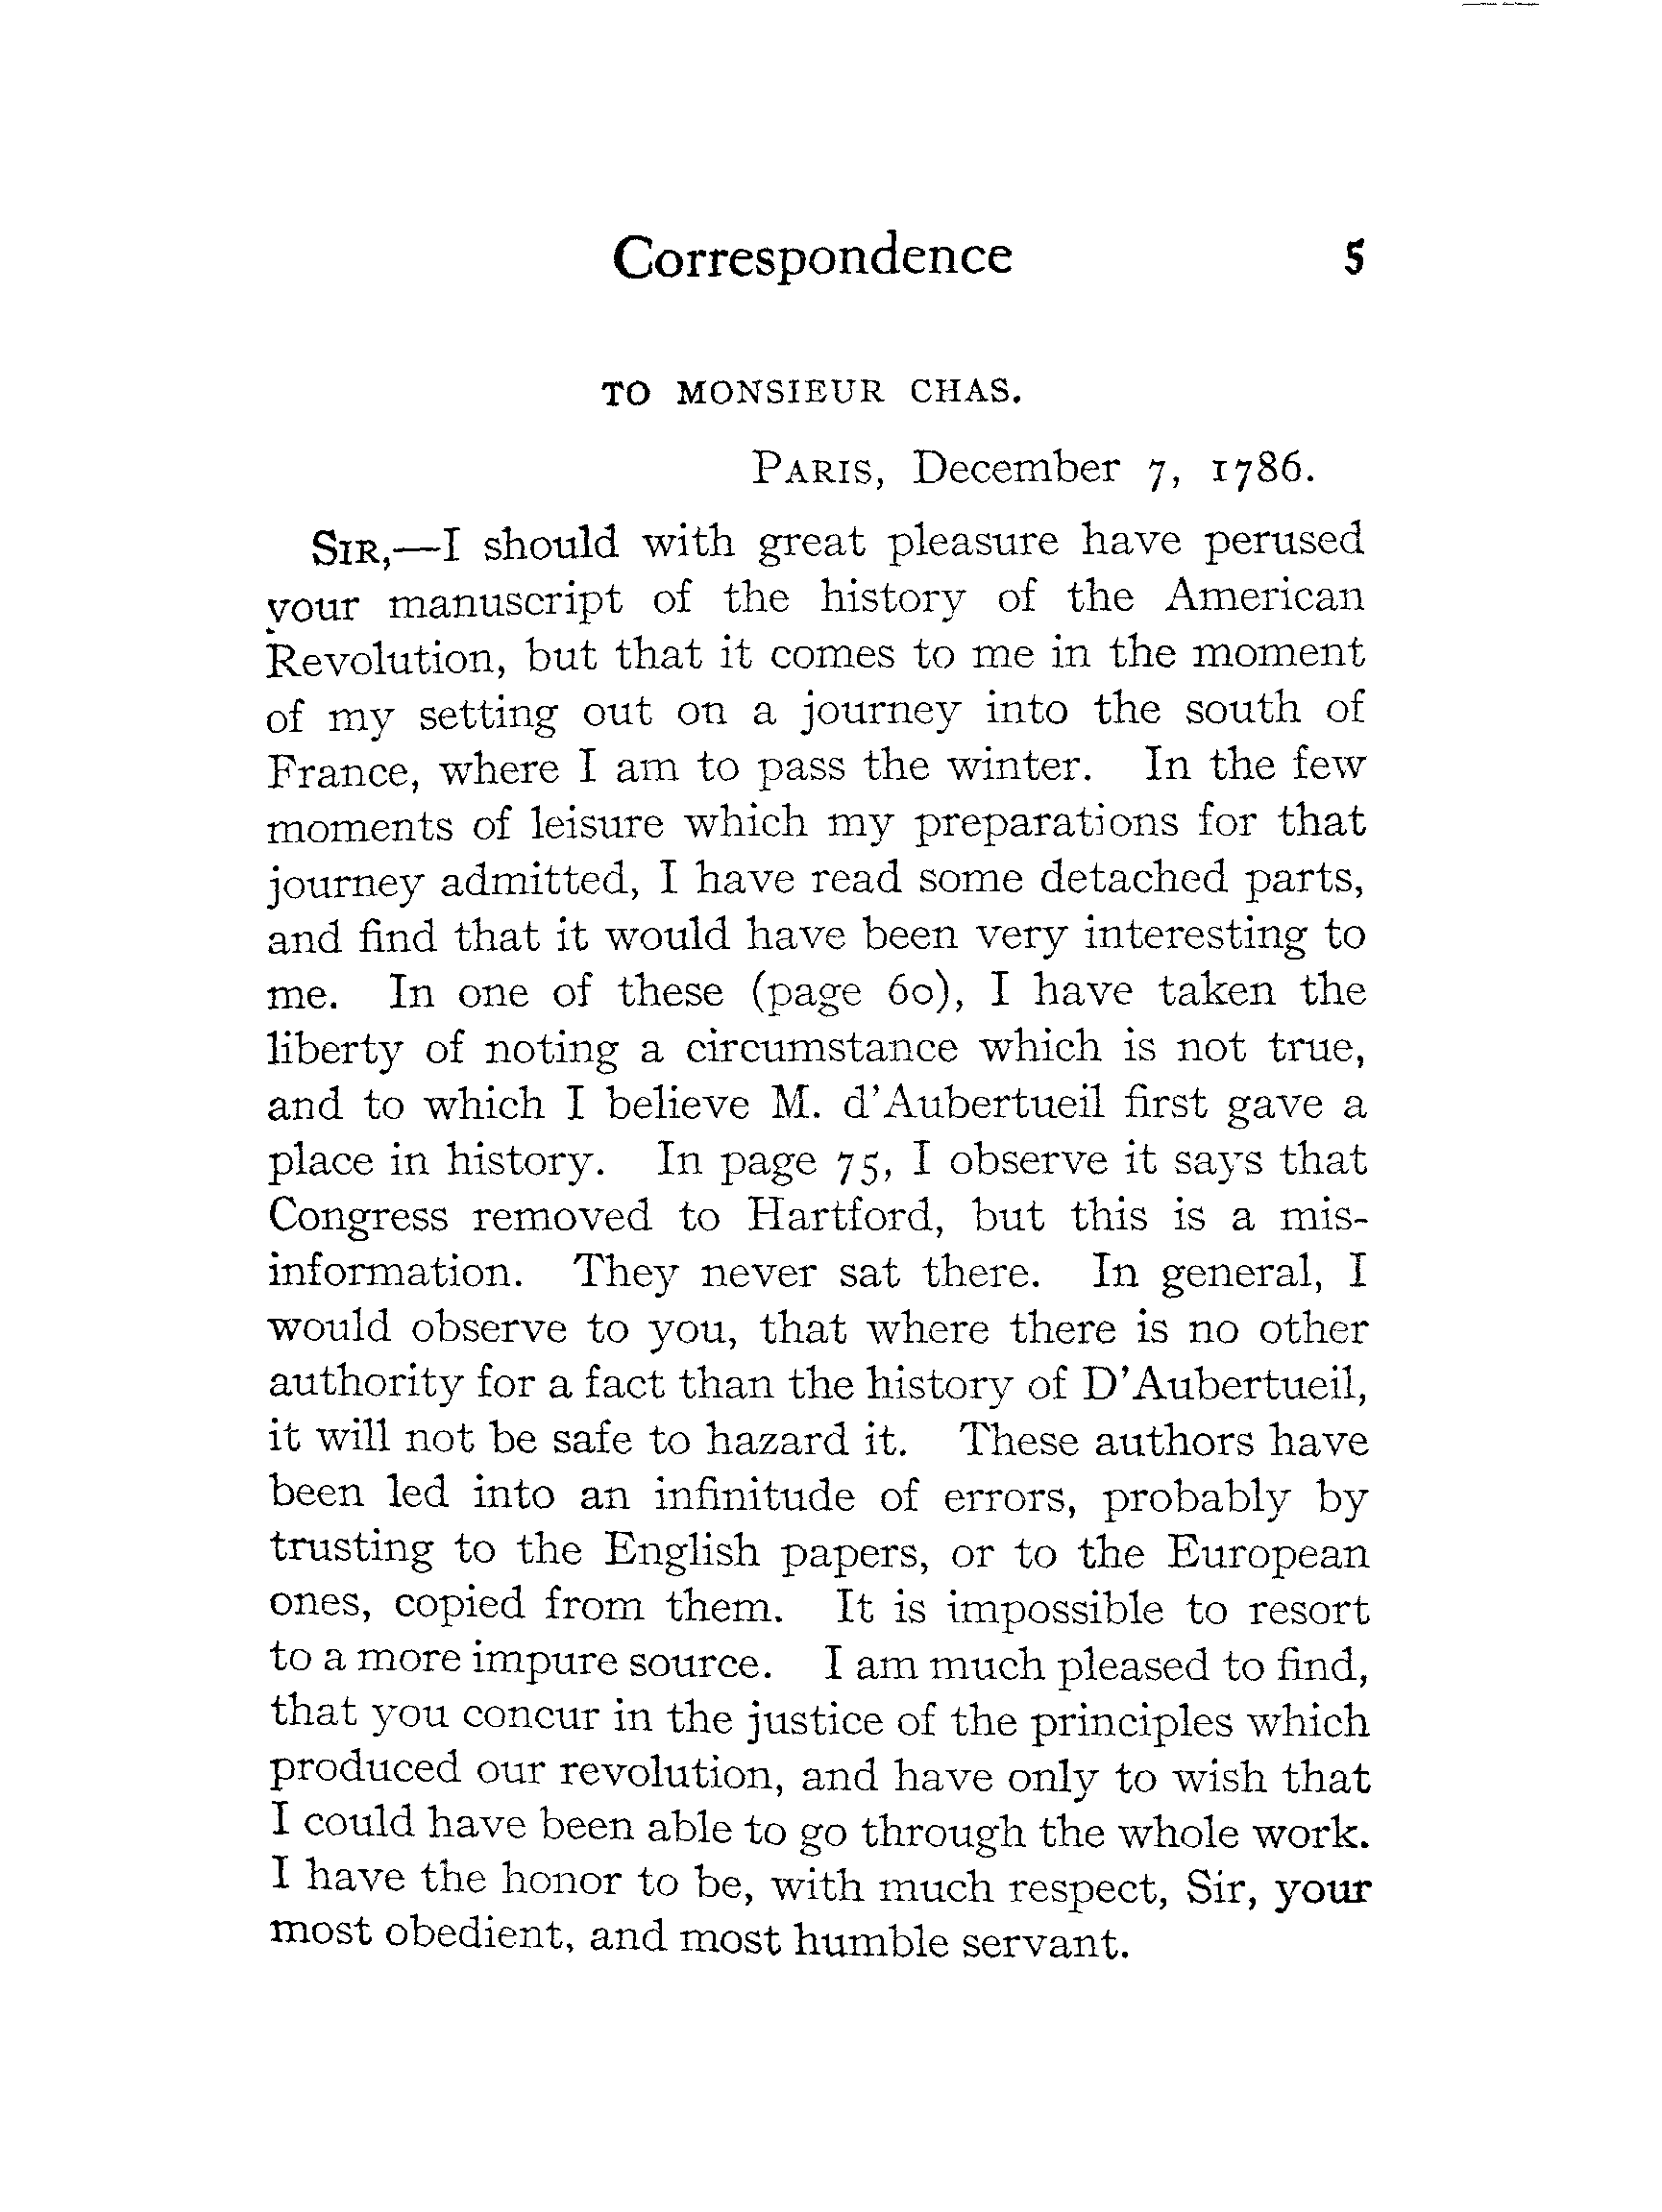 Correspondence 5
TO MONSIEUR CHAS.
PARIS, December 7, 1786.
SIR,—I should with great pleasure have perused
your manuscript of the history of the American
Revolution, but that it comes to me in the moment
of my setting out on a journey into the south of
France, where I am to pass the winter. In the few
moments of leisure which my preparations for that
journey admitted, I have read some detached parts,
and find that it would have been very interesting to
me. In one of these (page 60), I have taken the
liberty of noting a circumstance which is not true,
and to which I believe M. d'Aubertueil first gave a
place in history. In page 75, I observe it says that
Congress removed to Hartford, but this is a mis-
information. They never sat there. In general, I
would observe to you, that where there is no other
authority for a fact than the history of D'Aubertueil,
it will not be safe to hazard it. These authors have
been led into an infinitude of errors, probably by
trusting to the English papers, or to the European
ones, copied from them. It is impossible to resort
to a more impure source. I am much pleased to find,
that you concur in the justice of the principles which
produced our revolution, and have only to wish that
I could have been able to go through the whole work.
I have the honor to be, with much respect, Sir, your
most obedient, and most humble servant.